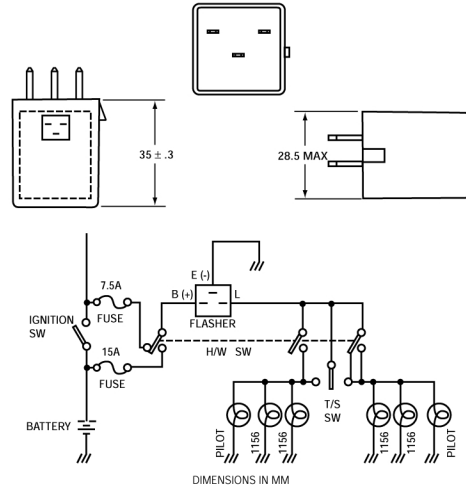 35 ± .3
28.5 MAX
E (-)
7.5A
B (+)
L
FUSE
FLASHER
IGNITION
SW
15A
H/W SW
FUSE
T/S
SW
BATTERY
PILOT
1156
1156
1156
1156
PILOT
DIMENSIONS IN MM